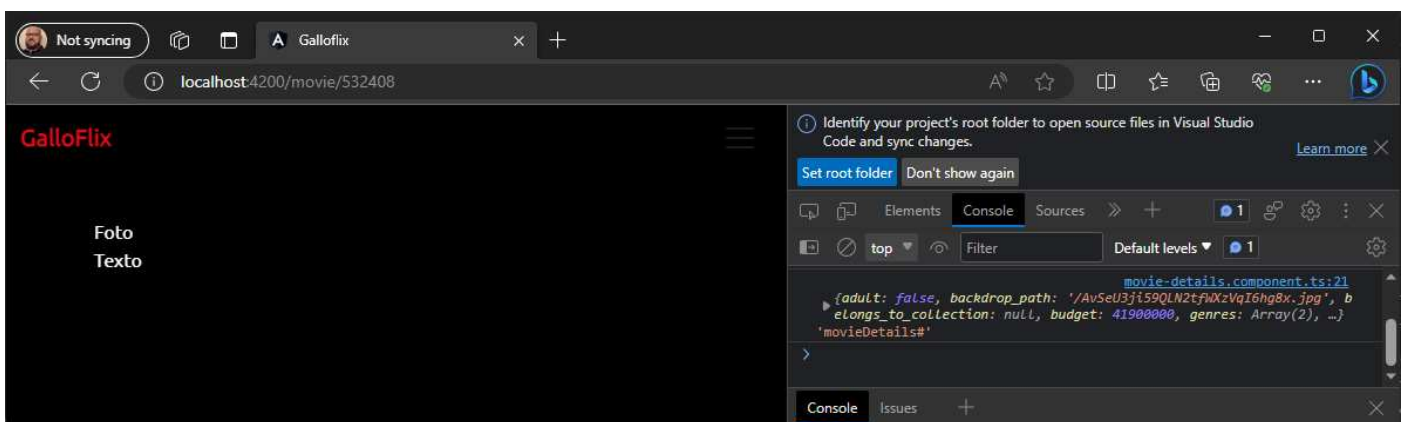 Not syncing
Galloflix
localhost:4200/movie/532408
GalloFlix
Foto
Texto
Identify your project's root folder to open source files in Visual Studio
Code and sync changes.
Learn more
Set root folder Don't show again
Elements Console Sources
1
top Filter Default levels 1
movie-details.component.ts:21
{adult: false, backdrop_path: '/AvSeU3ji59QLN2tfWXzVqI6hg8x.jpg', b
elongs_to_collection: null, budget: 41900000, genres: Array(2), …}
'movieDetails#'
Console Issues